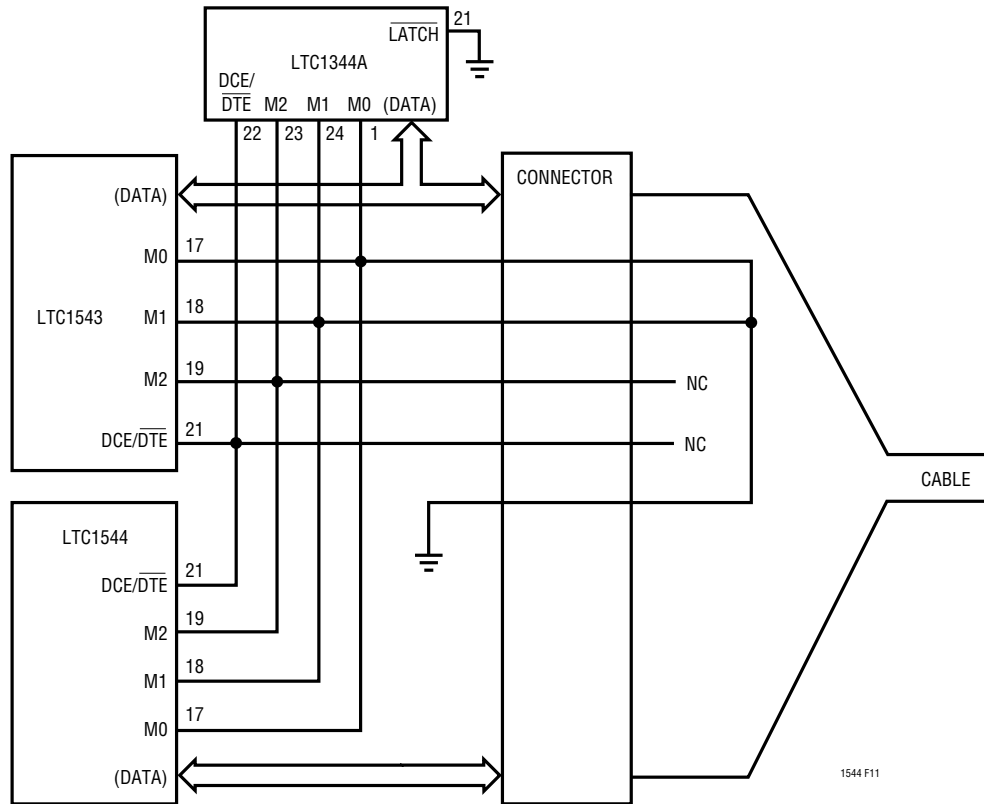 LTC1344A
LATCH
21
DCE/
DTE M2 M1 M0 (DATA)
22 23 24 1
CONNECTOR
LTC1543
(DATA)
M0 17
M1 18
M2 19
DCE/DTE 21
NC
NC
CABLE
LTC1544
DCE/DTE 21
M2 19
M1 18
M0 17
(DATA)
1544 F11